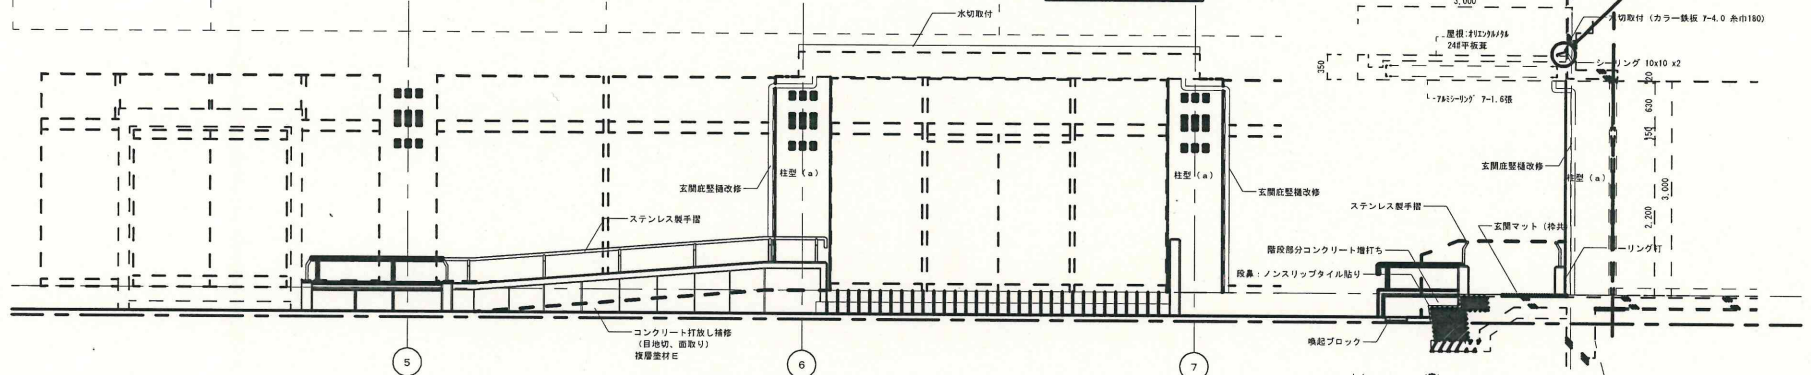 水切取付
3,000
水切取付（カラー鉄板 ｱ-4.0 糸巾180）
屋根:ｵﾘｴﾝﾀﾙﾒﾀﾙ
24#平板葺
シーリング 10x10 x2
350
ｱﾙﾐｼｰﾘﾝｸﾞ ｱ-1.6張
20
630
150
2,200
3,000
柱型（a）
柱型（a）
柱型（a）
玄関庇竪樋改修
玄関庇竪樋改修
玄関庇竪樋改修
ステンレス製手摺
ステンレス製手摺
玄関マット（枠共
階段部分コンクリート増打ち
ーリング打
段鼻：ノンスリップタイル貼り
コンクリート打放し補修
（目地切、面取り）
複層塗材E
喚起ブロック
5
6
7